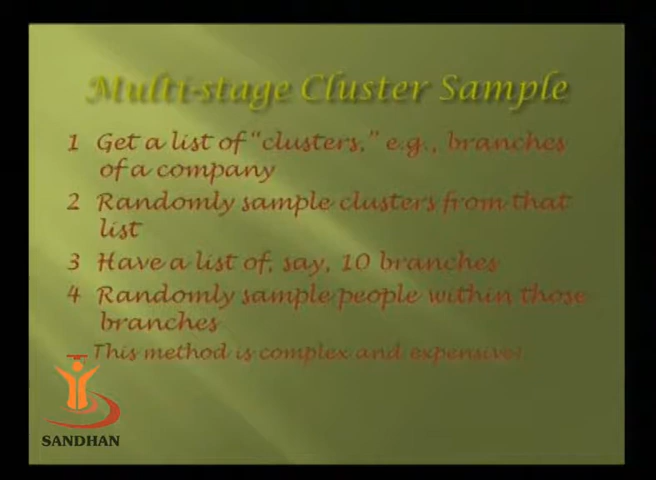 Multi-stage Cluster Sample
1 Get a list of "clusters," e.g., branches
of a company
2 Randomly sample clusters from that
list
3 Have a list of, say, 10 branches
4 Randomly sample people within those
branches
This method is complex and expensive!
SANDHAN